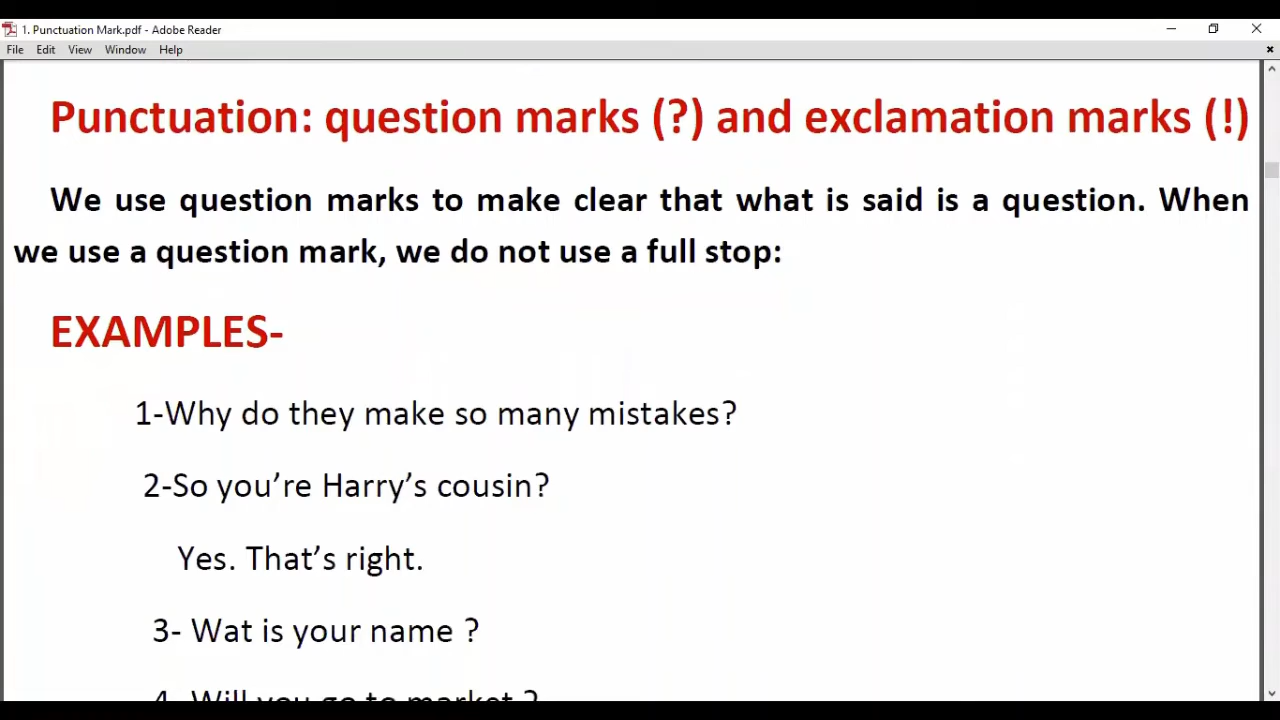 1. Punctuation Mark.pdf - Adobe Reader
File Edit View Window Help
Punctuation: question marks (?) and exclamation marks (!)
We use question marks to make clear that what is said is a question. When
we use a question mark, we do not use a full stop:
EXAMPLES-
1-Why do they make so many mistakes?
2-So you’re Harry’s cousin?
Yes. That’s right.
3- Wat is your name ?
4- Will you go to market ?